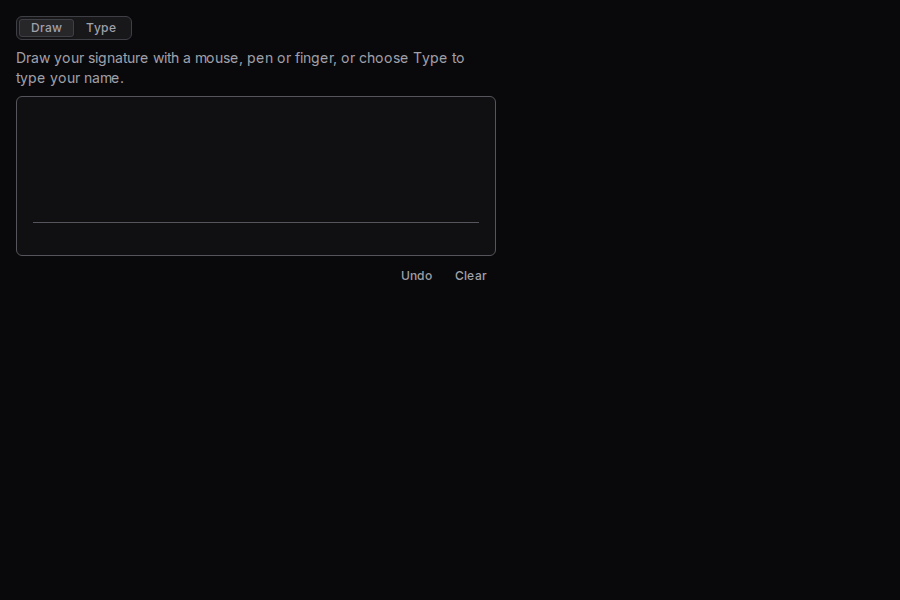 Draw Type
Draw your signature with a mouse, pen or finger, or choose Type to
type your name.
Undo Clear